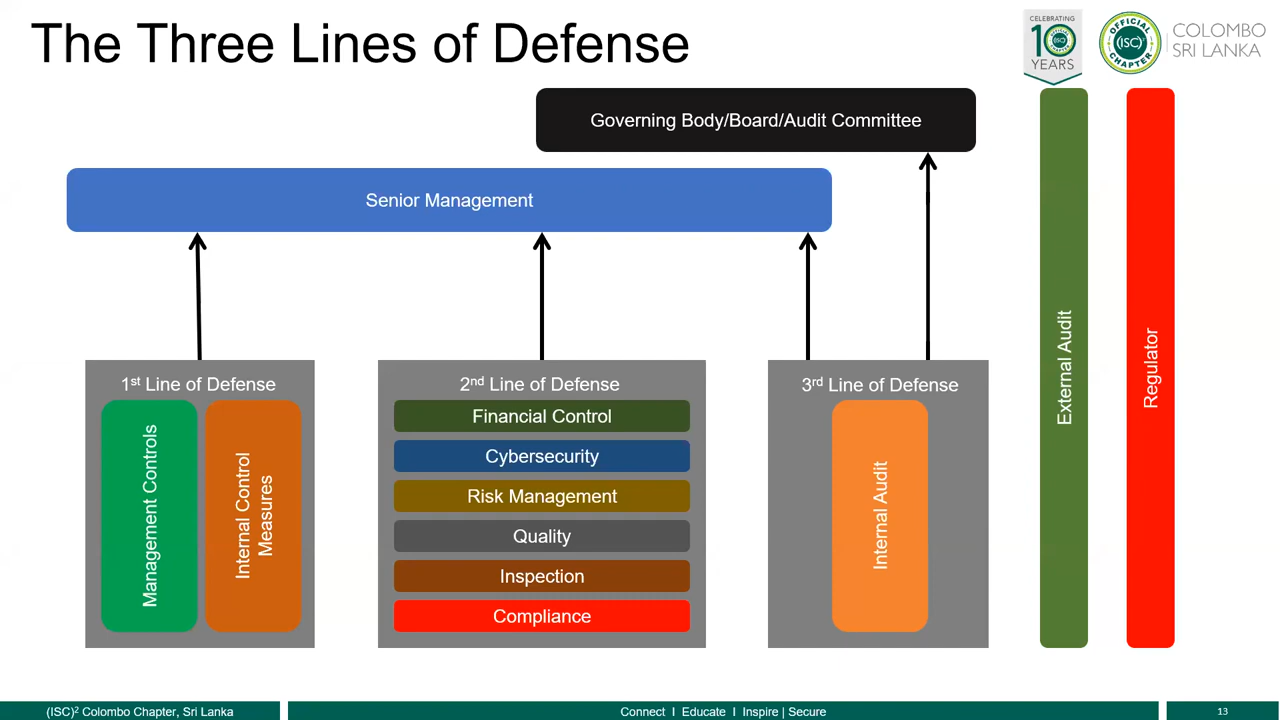 The Three Lines of Defense
CELEBRATING
10
YEARS
OFFICIAL
(ISC)²
CHAPTER
COLOMBO
SRI LANKA
Governing Body/Board/Audit Committee
Senior Management
1st Line of Defense
Management Controls
Internal Control
Measures
2nd Line of Defense
Financial Control
Cybersecurity
Risk Management
Quality
Inspection
Compliance
3rd Line of Defense
Internal Audit
External Audit
Regulator
(ISC)² Colombo Chapter, Sri Lanka
Connect I Educate I Inspire | Secure
13